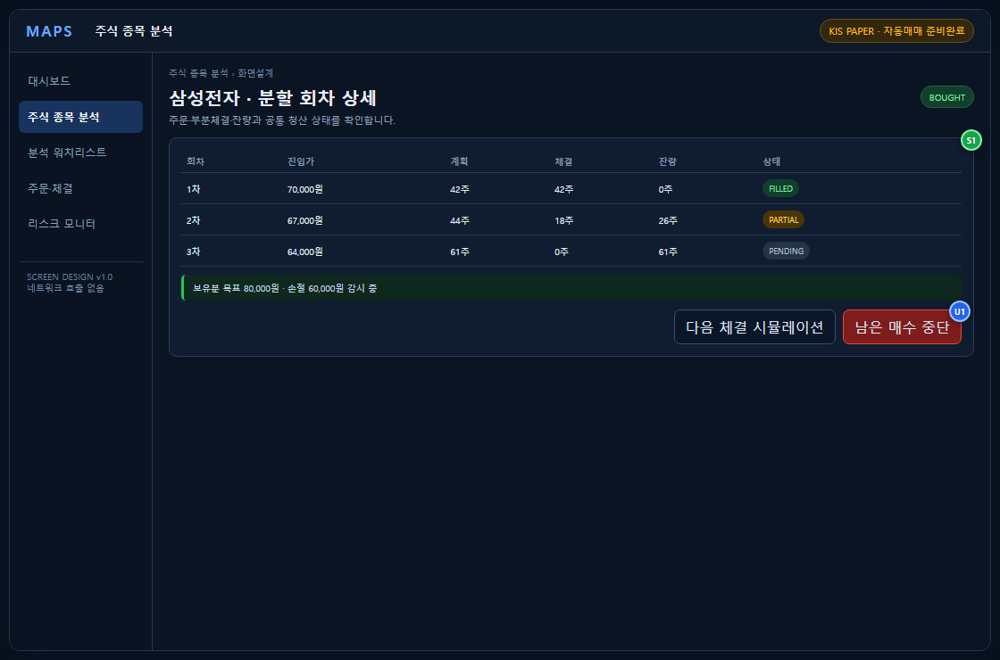 MAPS 주식 종목 분석 KIS PAPER · 자동매매 준비완료
대시보드
주식 종목 분석
분석 워치리스트
주문·체결
리스크 모니터
SCREEN DESIGN v1.0
네트워크 호출 없음
주식 종목 분석 › 화면설계
삼성전자 · 분할 회차 상세
BOUGHT
주문·부분체결·잔량과 공통 청산 상태를 확인합니다.
S1
회차 진입가 계획 체결 잔량 상태
1차 70,000원 42주 42주 0주 FILLED
2차 67,000원 44주 18주 26주 PARTIAL
3차 64,000원 61주 0주 61주 PENDING
보유분 목표 80,000원 · 손절 60,000원 감시 중
U1
다음 체결 시뮬레이션 남은 매수 중단